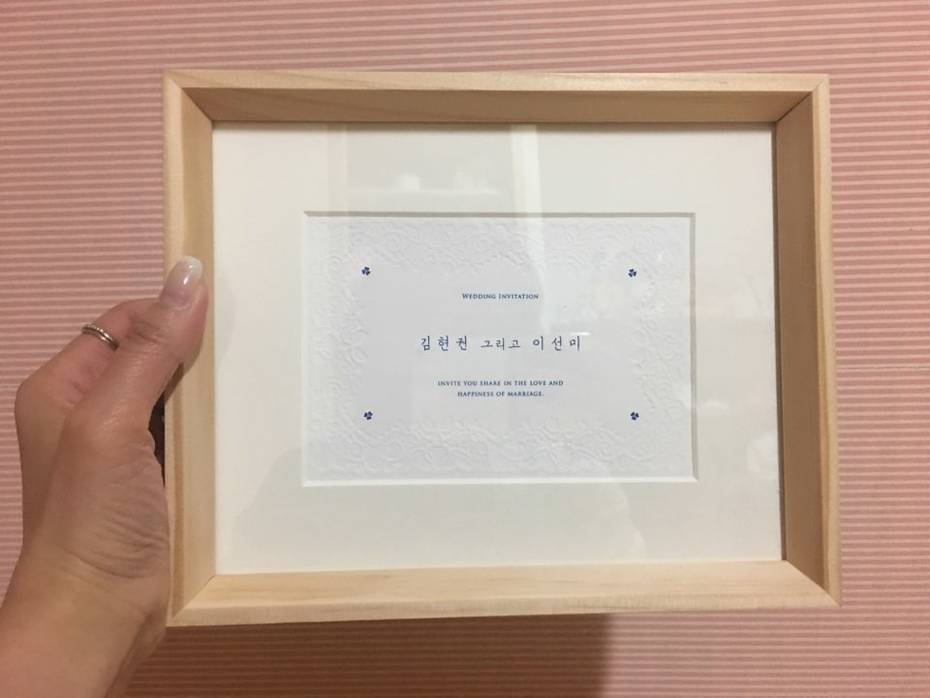 WEDDING INVITATION
김현권 그리고 이선미
INVITE YOU SHARE IN THE LOVE AND
HAPPINESS OF MARRIAGE.